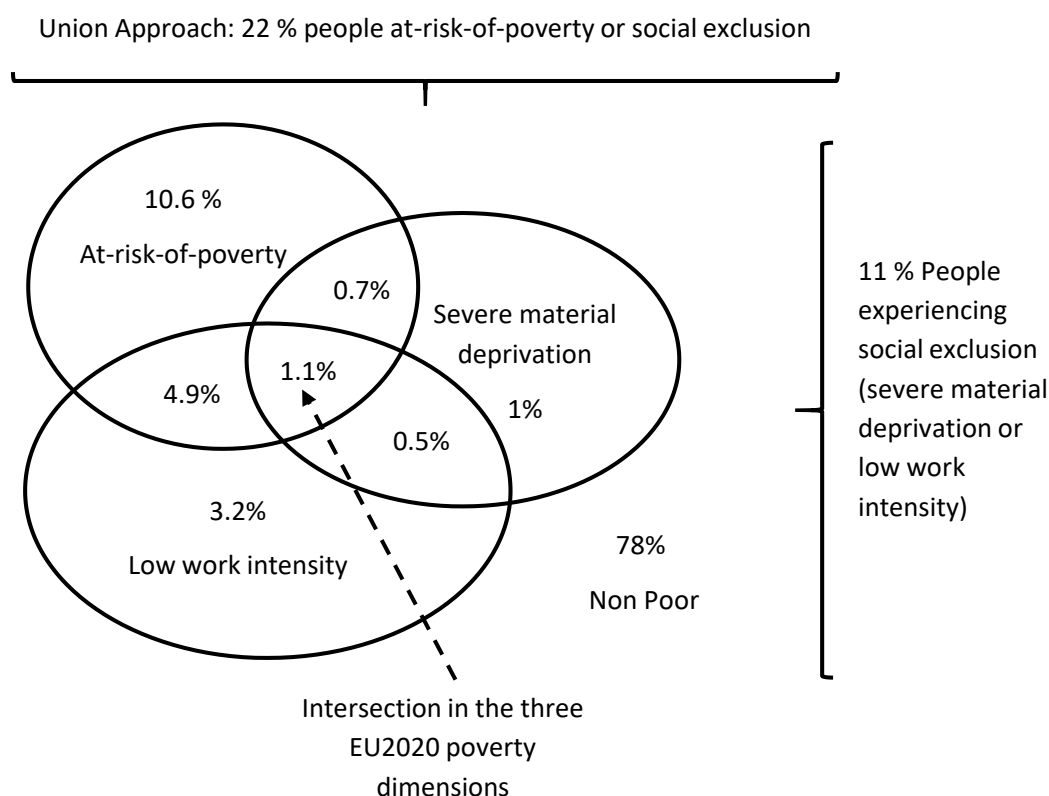 Union Approach: 22 % people at-risk-of-poverty or social exclusion
10.6 %
At-risk-of-poverty
0.7%
Severe material
deprivation
1%
1.1%
4.9%
0.5%
3.2%
Low work intensity
78%
Non Poor
11 % People
experiencing
social exclusion
(severe material
deprivation or
low work
intensity)
Intersection in the three
EU2020 poverty
dimensions